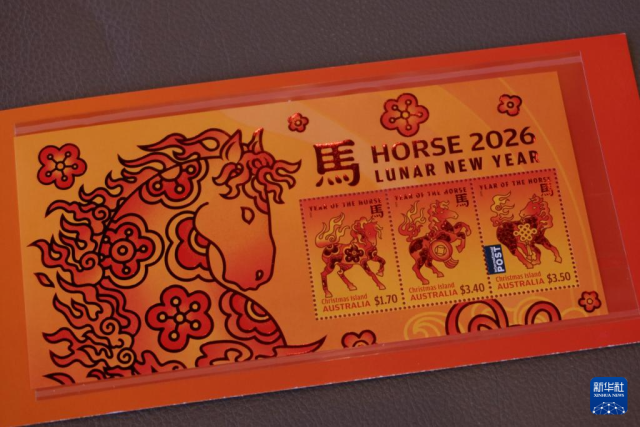 馬 HORSE 2026
LUNAR NEW YEAR
YEAR OF THE HORSE
馬
Christmas Island
AUSTRALIA $1.70
YEAR OF THE HORSE
馬
Christmas Island
AUSTRALIA $3.40
YEAR OF THE HORSE
馬
POST
Christmas Island
AUSTRALIA $3.50
新华社
XINHUA NEWS